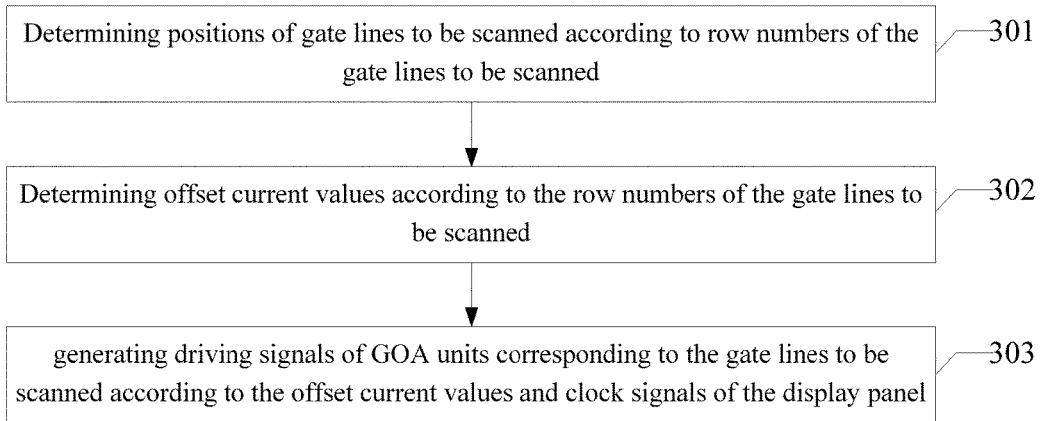 Determining positions of gate lines to be scanned according to row numbers of the
gate lines to be scanned
301
Determining offset current values according to the row numbers of the gate lines to
be scanned
302
generating driving signals of GOA units corresponding to the gate lines to be
scanned according to the offset current values and clock signals of the display panel
303